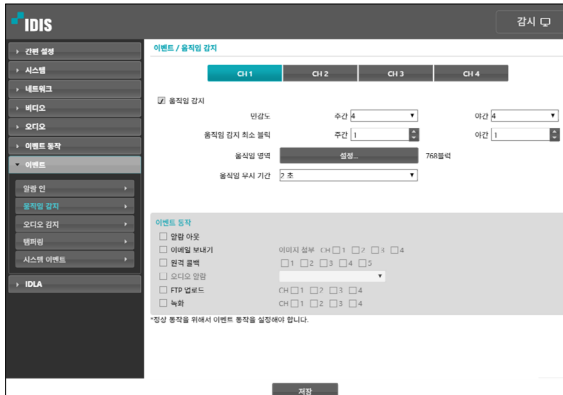 IDIS
감시
간편 설정
시스템
네트워크
비디오
오디오
이벤트 동작
이벤트
알람 인
움직임 감지
오디오 감지
탬퍼링
시스템 이벤트
IDLA
이벤트 / 움직임 감지
CH 1 CH 2 CH 3 CH 4
움직임 감지
민감도 주간 4 야간 4
움직임 감지 최소 블럭 주간 1 야간 1
움직임 영역 설정... 768블럭
움직임 무시 기간 2 초
이벤트 동작
알람 아웃
이메일 보내기 이미지 첨부 CH 1 2 3 4
원격 콜백 1 2 3 4 5
오디오 알람
FTP 업로드 CH 1 2 3 4
녹화 CH 1 2 3 4
*정상 동작을 위해서 이벤트 동작을 설정해야 합니다.
저장